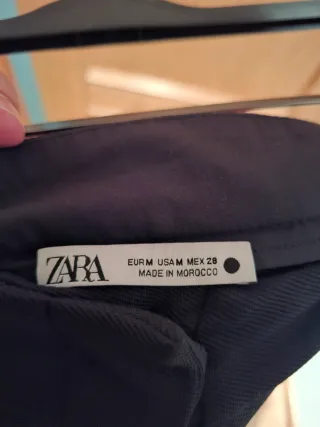 ZARA
EUR M USA M MEX 28
MADE IN MOROCCO